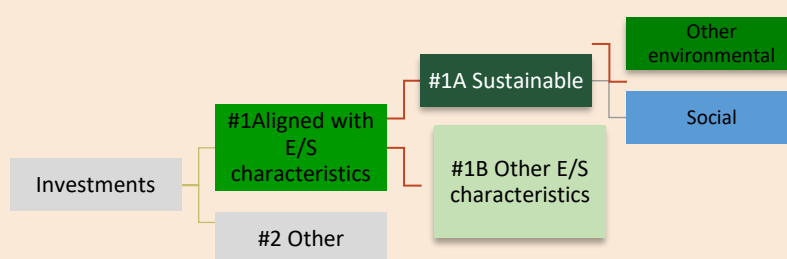 Other
environmental
#1A Sustainable
#1Aligned with
E/S
characteristics
Social
#1B Other E/S
characteristics
Investments
#2 Other